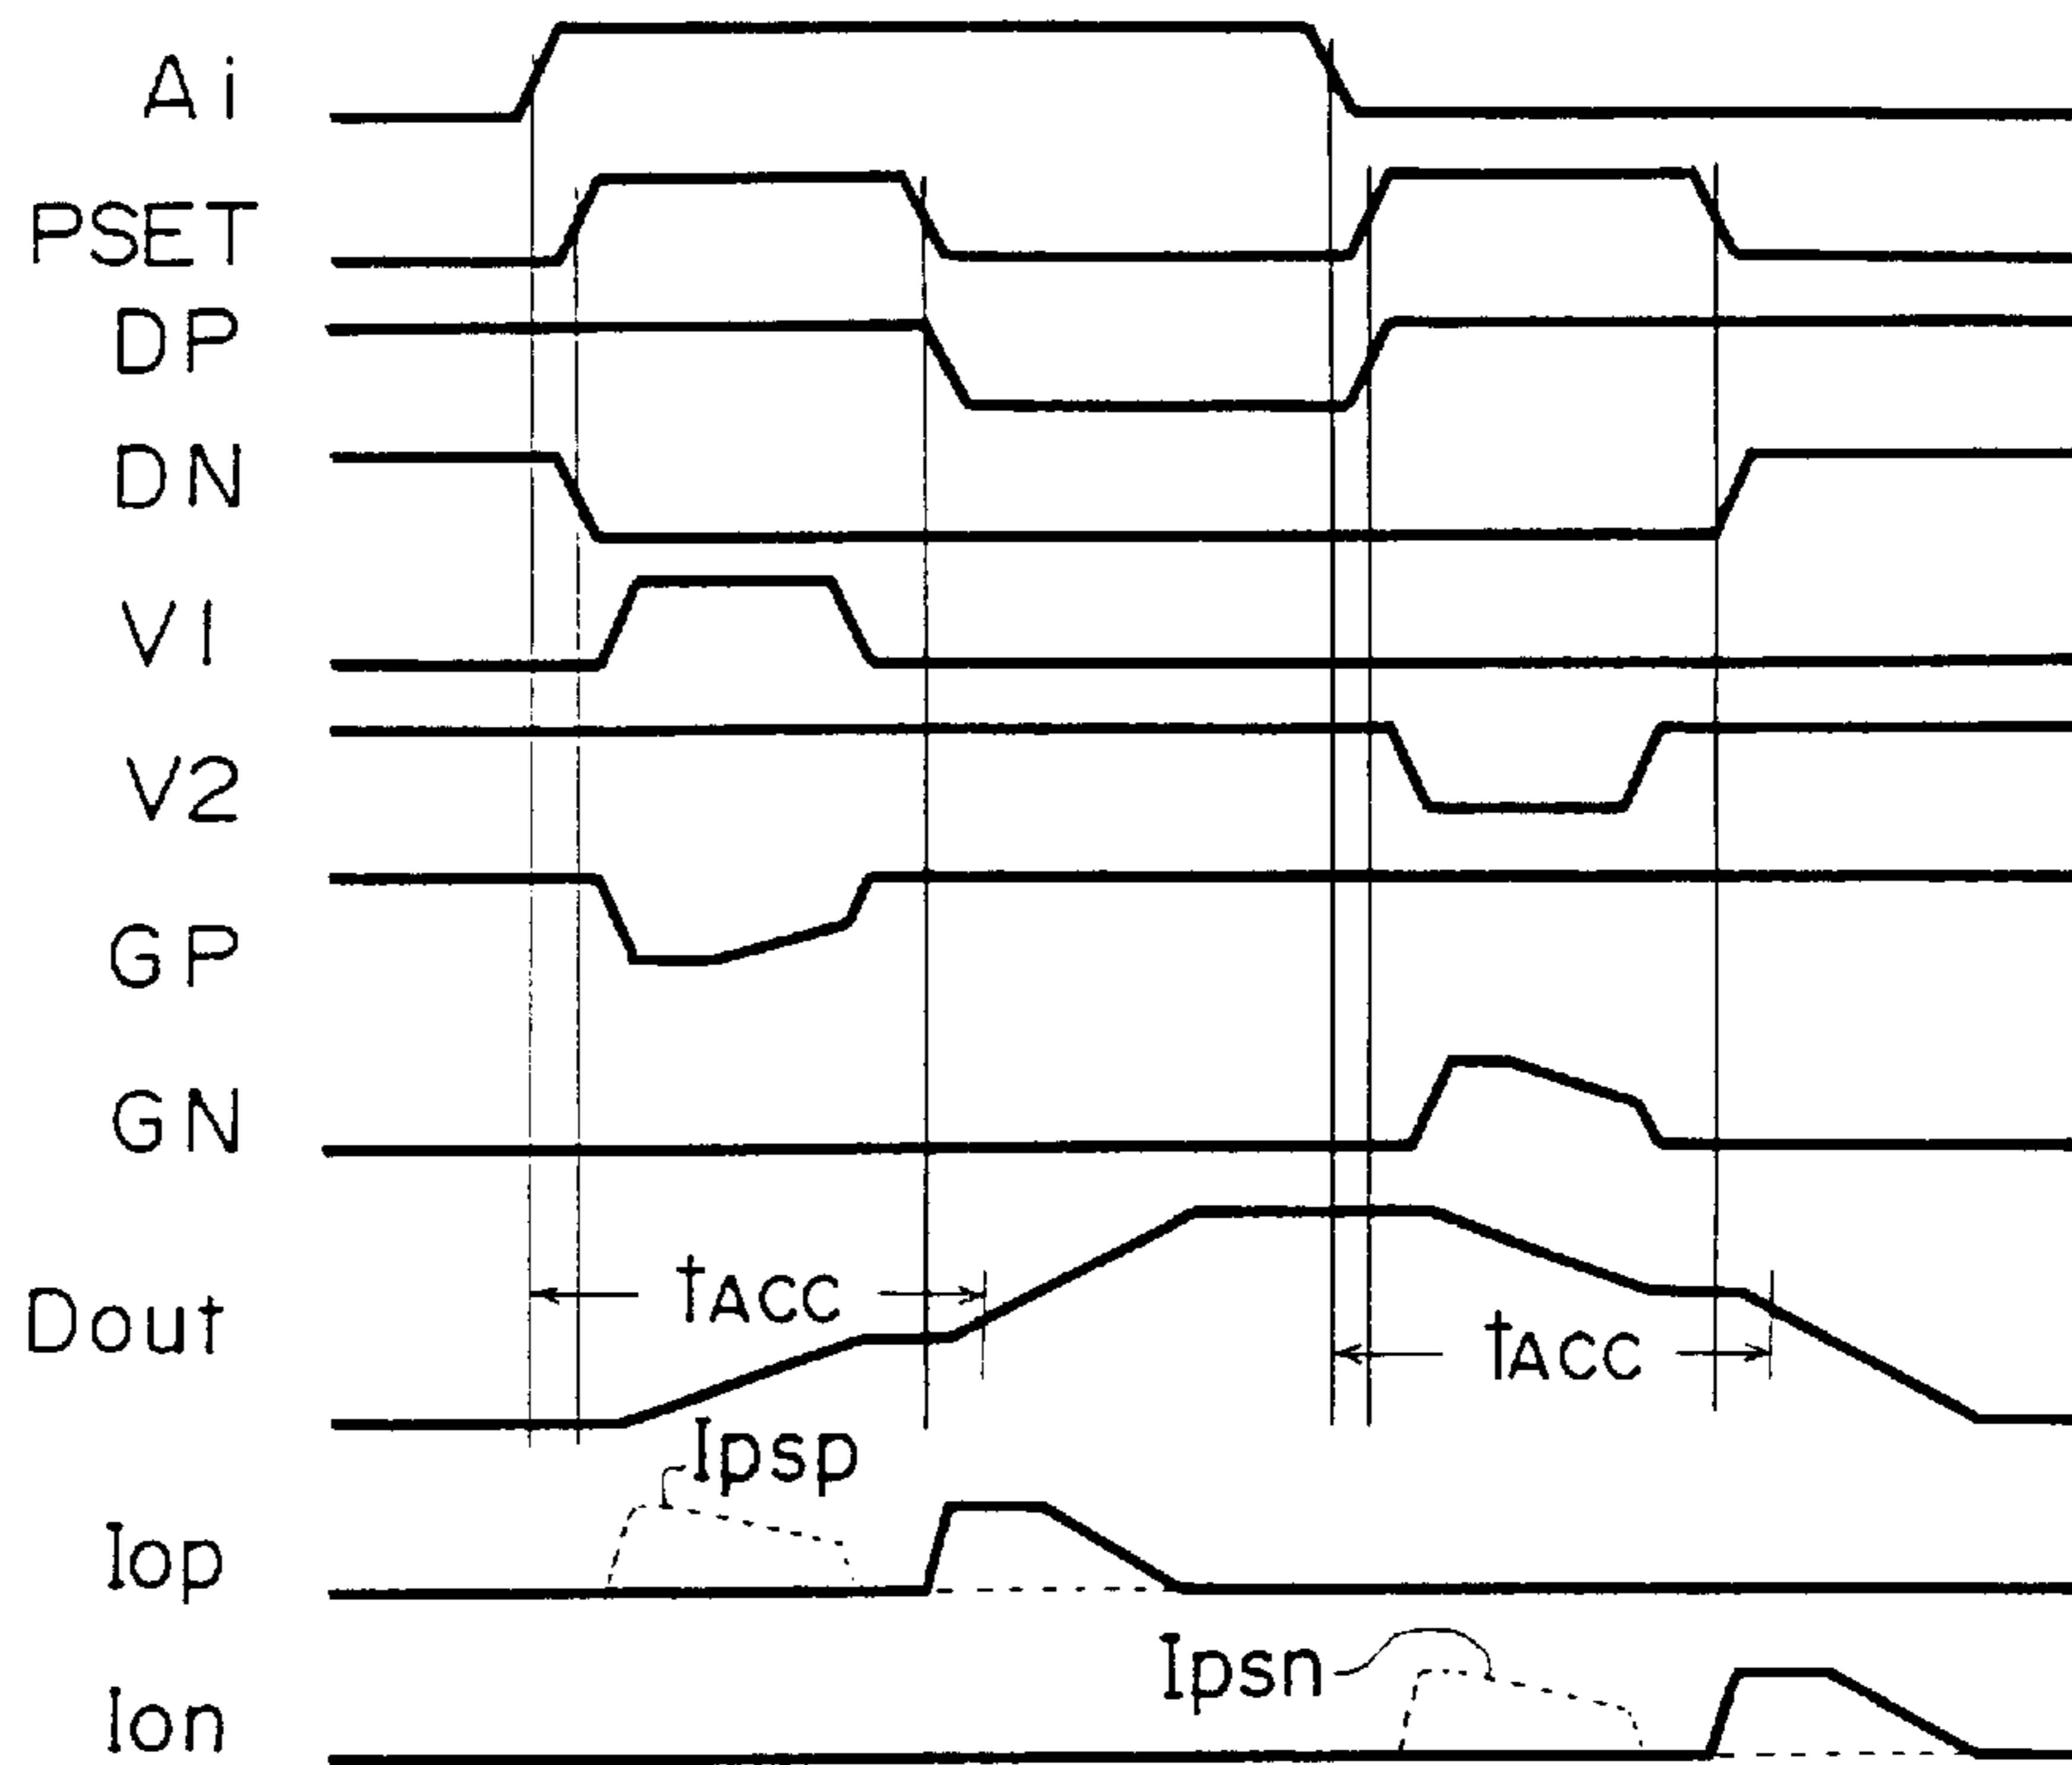 Ai
PSET
DP
DN
V1
V2
GP
GN
Dout
tACC
tACC
Ipsp
Iop
Ipsn
Ion